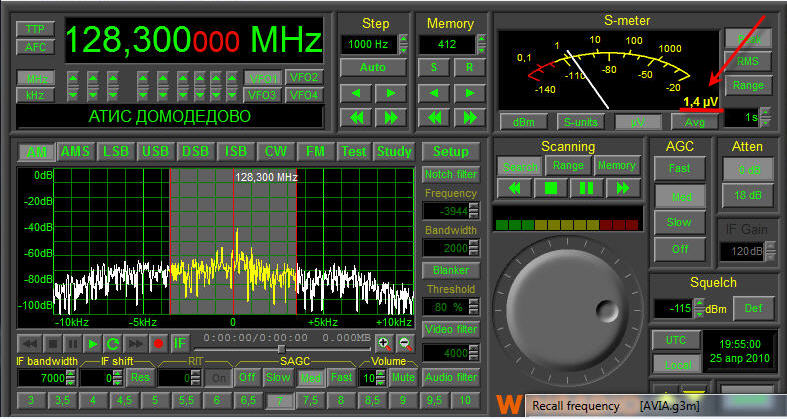 TTP
AFC
128,300000 MHz
MHz
kHz
VFO1
VFO2
VFO3
VFO4
АТИС ДОМОДЕДОВО
Step
1000 Hz
Auto
Memory
412
S
R
S-meter
0,1
1
10
100
1000
-140
-110
-80
-50
-20
1,4 µV
RMS
Range
1s
dBm
S-units
µV
Avg
AM
AMS
LSB
USB
DSB
ISB
CW
FM
Test
Study
Setup
128,300 MHz
0dB
-20dB
-40dB
-60dB
-80dB
-100dB
-10kHz
-5kHz
0
+5kHz
+10kHz
Notch filter
Frequency
-3944
Bandwidth
2000
Blanker
Threshold
80 %
Video filter
4000
Audio filter
Scanning
Search
Range
Memory
AGC
Fast
Med
Slow
Off
Atten
0 dB
18 dB
IF Gain
120dB
Squelch
-115
dBm
Def
UTC
Local
19:55:00
25 апр 2010
IF
0:00:00/0:00:00
0.000MB
IF bandwidth
7000
IF shift
0
Res
RIT
0
On
SAGC
Off
Slow
Med
Fast
Volume
10
Mute
3
3,5
4
4,5
5
5,5
6
6,5
7
7,5
8
8,5
9
9,5
10
W
Recall frequency
[AVIA.g3m]